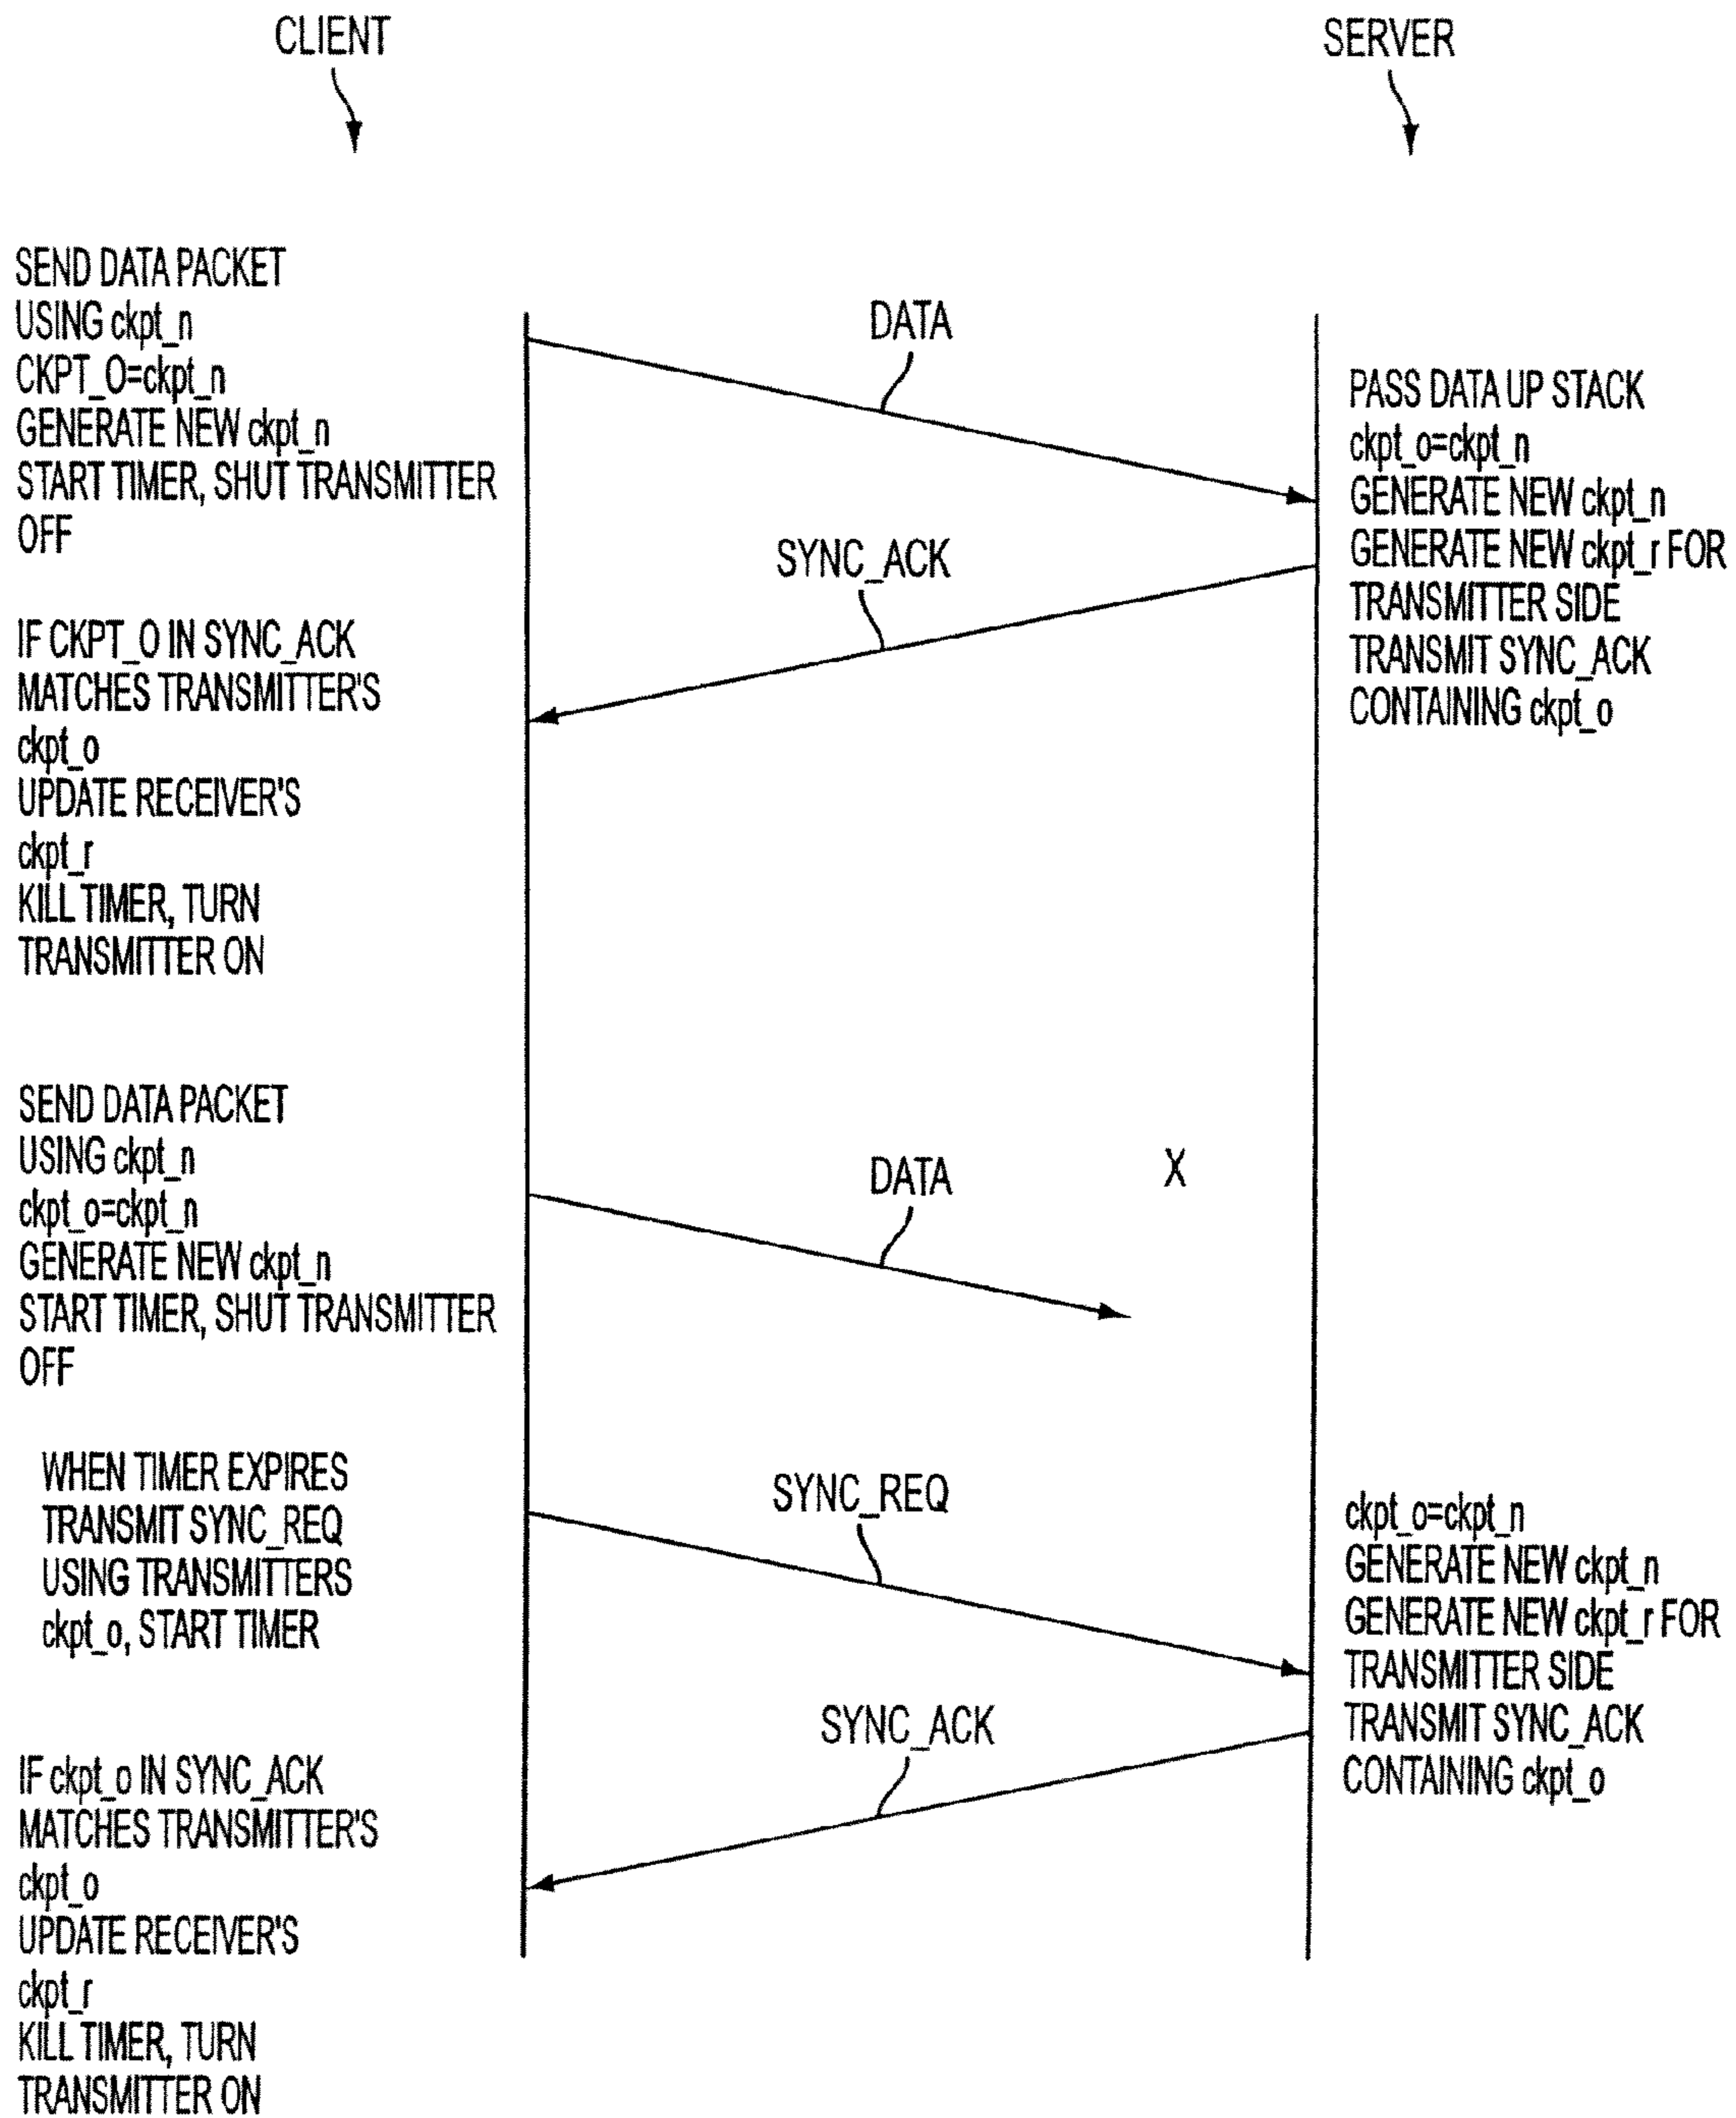 CLIENT
SERVER
SEND DATA PACKET
USING ckpt_n
CKPT_O=ckpt_n
GENERATE NEW ckpt_n
START TIMER, SHUT TRANSMITTER
OFF
DATA
PASS DATA UP STACK
ckpt_o=ckpt_n
GENERATE NEW ckpt_n
GENERATE NEW ckpt_r FOR
TRANSMITTER SIDE
TRANSMIT SYNC_ACK
CONTAINING ckpt_o
SYNC_ACK
IF CKPT_O IN SYNC_ACK
MATCHES TRANSMITTER'S
ckpt_o
UPDATE RECEIVER'S
ckpt_r
KILL TIMER, TURN
TRANSMITTER ON
SEND DATA PACKET
USING ckpt_n
ckpt_o=ckpt_n
GENERATE NEW ckpt_n
START TIMER, SHUT TRANSMITTER
OFF
DATA
X
WHEN TIMER EXPIRES
TRANSMIT SYNC_REQ
USING TRANSMITTERS
ckpt_o, START TIMER
SYNC_REQ
ckpt_o=ckpt_n
GENERATE NEW ckpt_n
GENERATE NEW ckpt_r FOR
TRANSMITTER SIDE
TRANSMIT SYNC_ACK
CONTAINING ckpt_o
SYNC_ACK
IF ckpt_o IN SYNC_ACK
MATCHES TRANSMITTER'S
ckpt_o
UPDATE RECEIVER'S
ckpt_r
KILL TIMER, TURN
TRANSMITTER ON